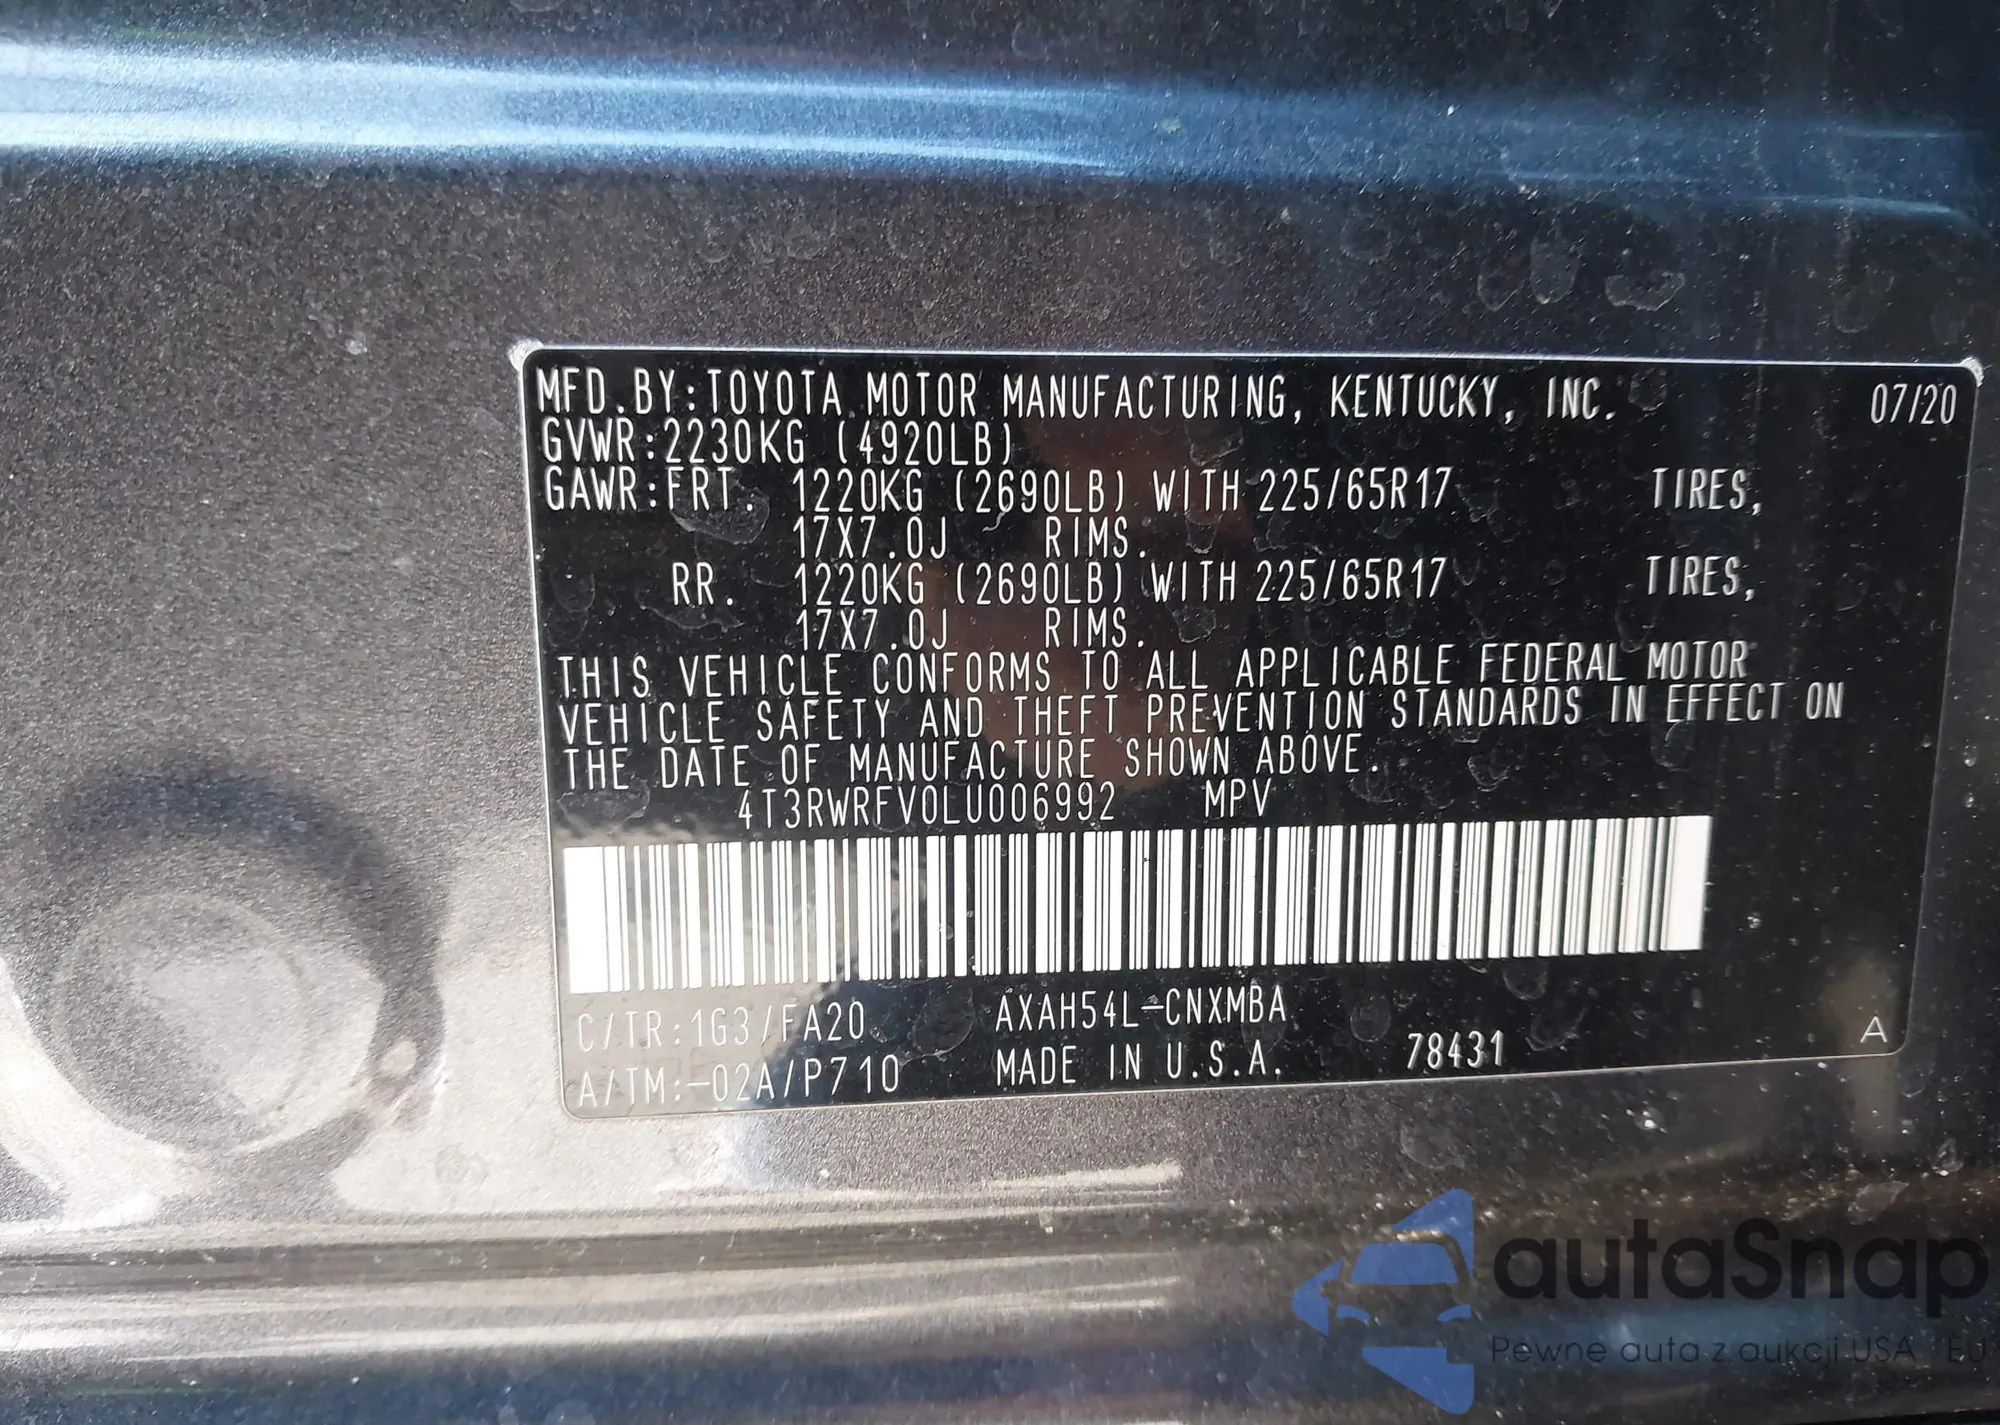 MFD.BY:TOYOTA MOTOR MANUFACTURING, KENTUCKY, INC. 07/20
GVWR:2230KG (4920LB)
GAWR:FRT. 1220KG (2690LB) WITH 225/65R17 TIRES,
17X7.0J RIMS.
RR. 1220KG (2690LB) WITH 225/65R17 TIRES,
17X7.0J RIMS.
THIS VEHICLE CONFORMS TO ALL APPLICABLE FEDERAL MOTOR
VEHICLE SAFETY AND THEFT PREVENTION STANDARDS IN EFFECT ON
THE DATE OF MANUFACTURE SHOWN ABOVE.
4T3RWRFV0LU006992 MPV
C/TR:1G3/FA20 AXAH54L-CNXMBA
A/TM:-02A/P710 MADE IN U.S.A. 78431 A
autaSnap
Pewne auta z aukcji USA i EU